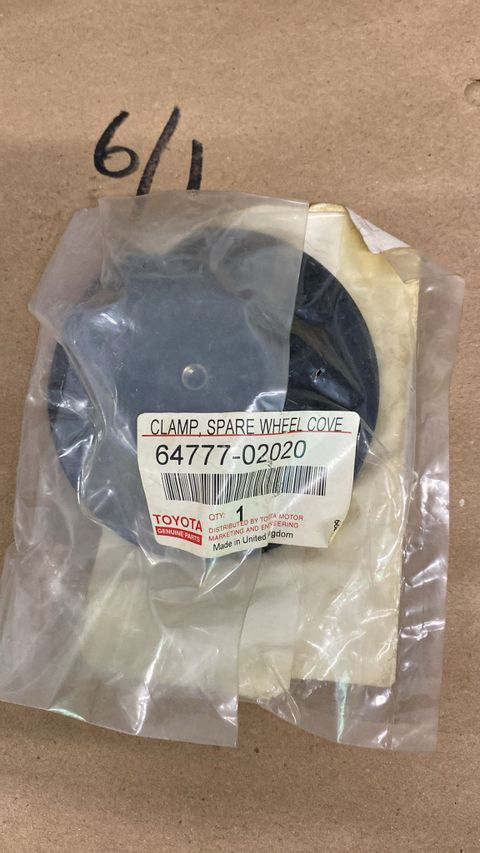 6/1
CLAMP, SPARE WHEEL COVE
64777-02020
TOYOTA
GENUINE PARTS
QTY: 1
DISTRIBUTED BY TOYOTA MOTOR
MARKETING AND ENGINEERING
Made in United gdom